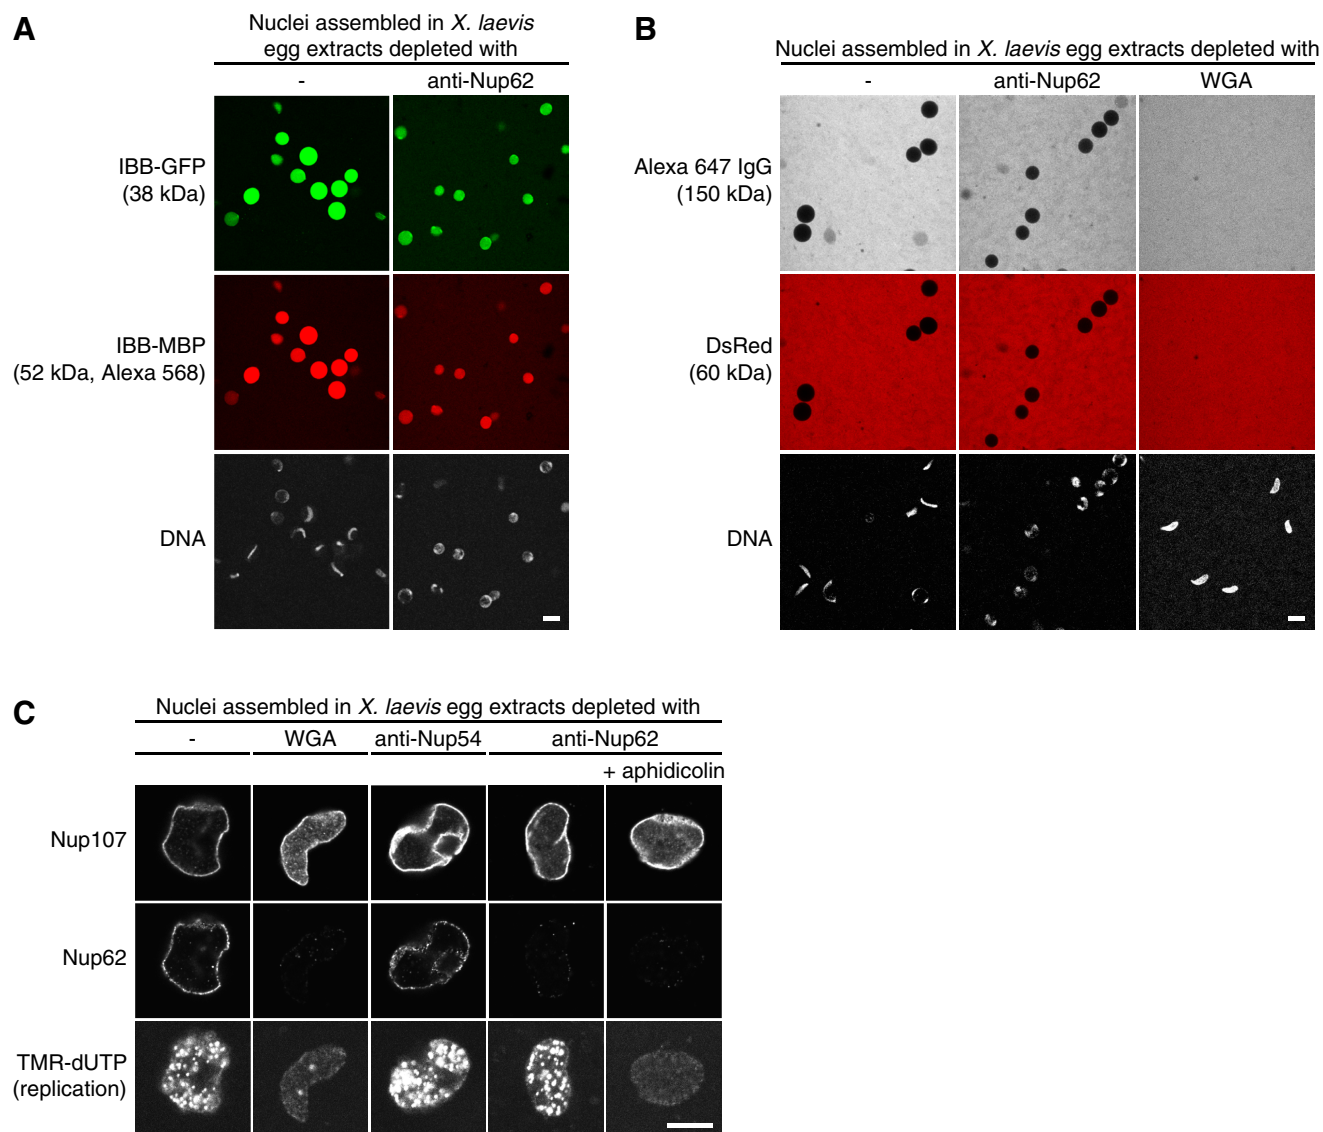 A
Nuclei assembled in X. laevis
egg extracts depleted with
-
anti-Nup62
IBB-GFP
(38 kDa)
IBB-MBP
(52 kDa, Alexa 568)
DNA
B
Nuclei assembled in X. laevis egg extracts depleted with
-
anti-Nup62
WGA
Alexa 647 IgG
(150 kDa)
DsRed
(60 kDa)
DNA
C
Nuclei assembled in X. laevis egg extracts depleted with
-
WGA
anti-Nup54
anti-Nup62
+ aphidicolin
Nup107
Nup62
TMR-dUTP
(replication)